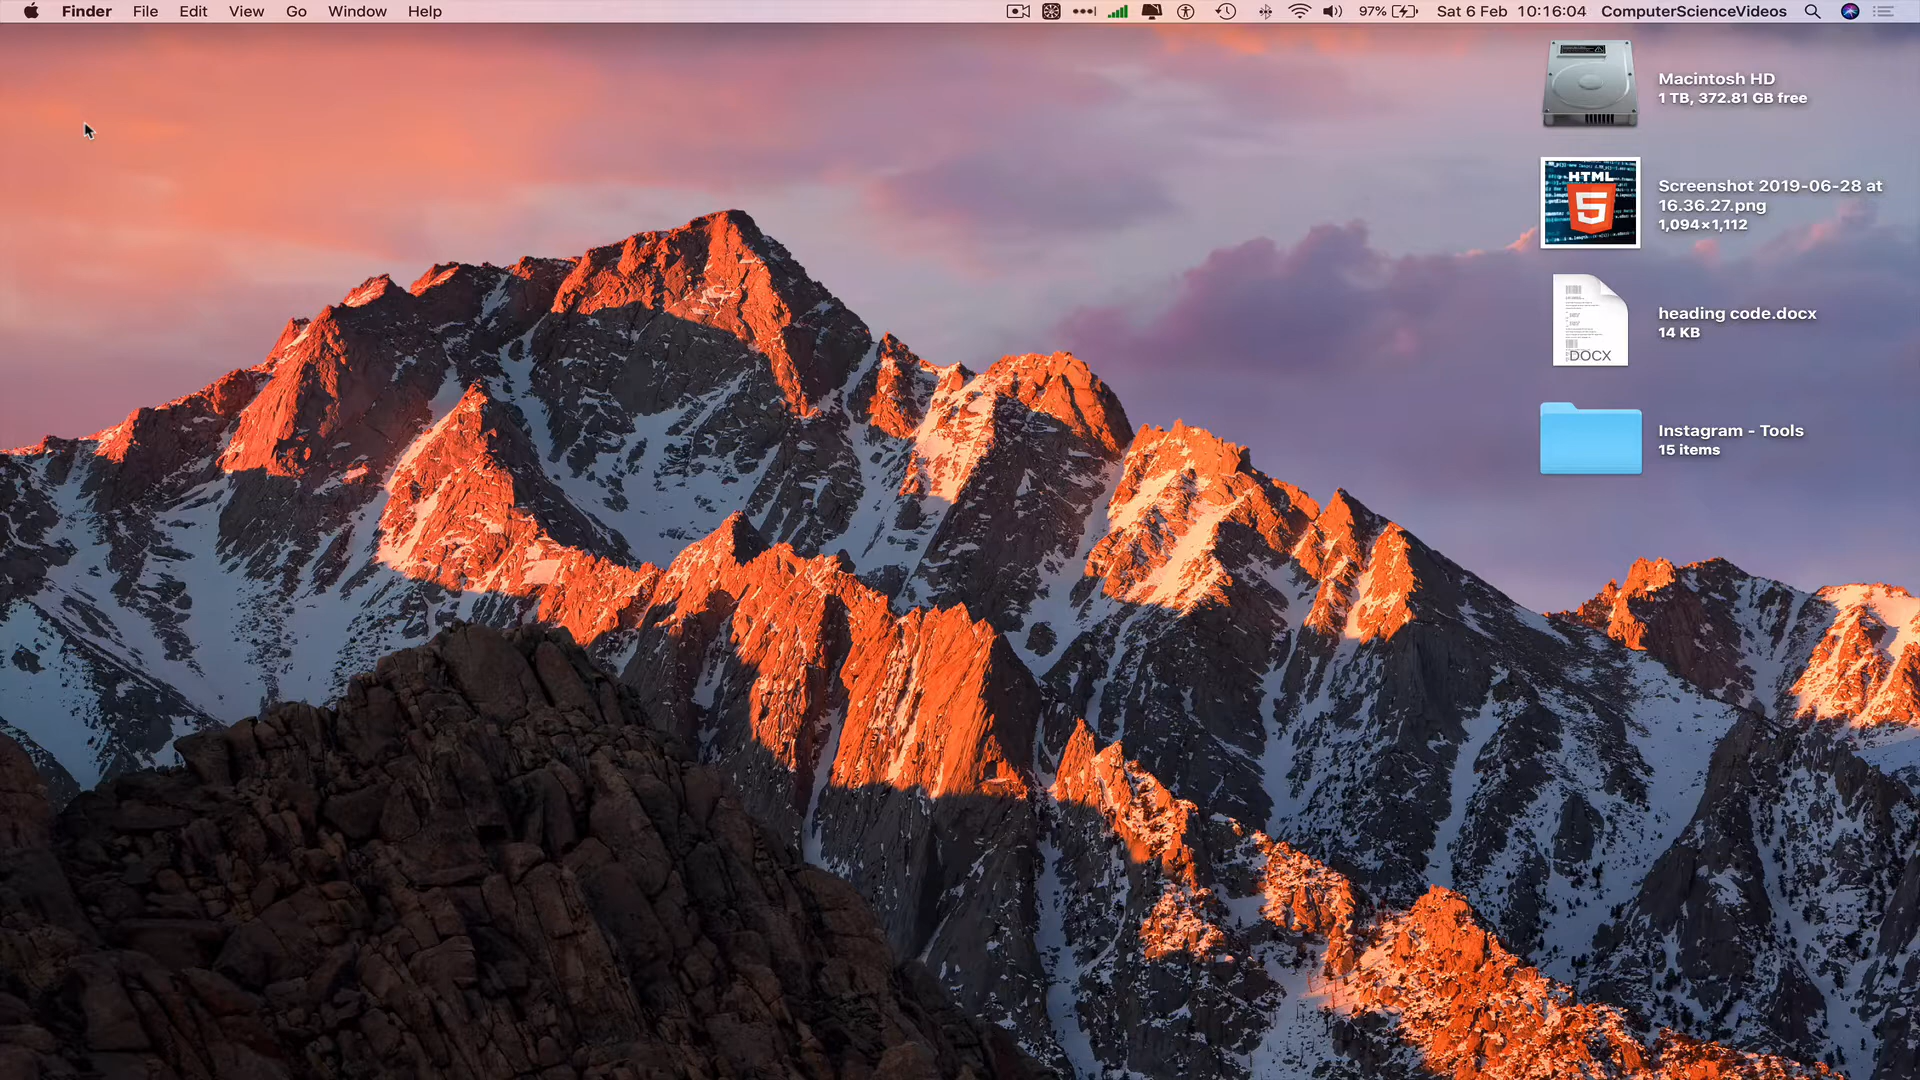 Finder File Edit View Go Window Help 97% Sat 6 Feb 10:16:04 ComputerScienceVideos
Macintosh HD
1 TB, 372.81 GB free
HTML
5
Screenshot 2019-06-28 at
16.36.27.png
1,094×1,112
DOCX
heading code.docx
14 KB
Instagram - Tools
15 items